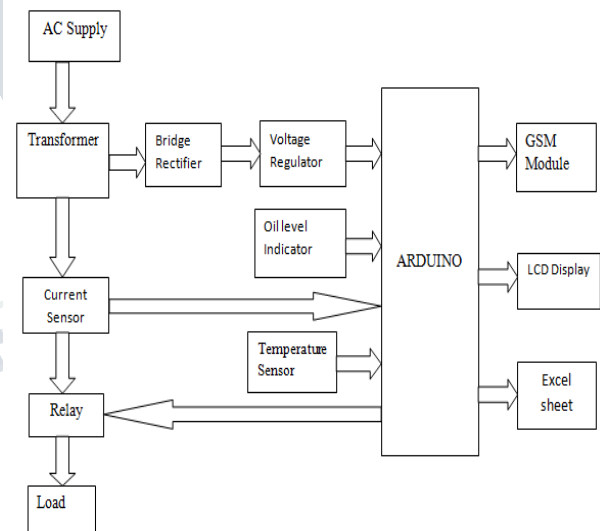 AC Supply
Transformer
Bridge
Rectifier
Voltage
Regulator
GSM
Module
Oil level
Indicator
ARDUINO
LCD Display
Current
Sensor
Temperature
Sensor
Excel
sheet
Relay
Load